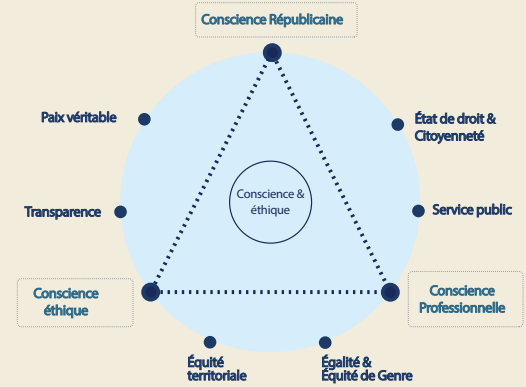 Conscience Républicaine
Paix véritable
État de droit &
Citoyenneté
Conscience &
éthique
Transparence
Service public
Conscience
éthique
Conscience
Professionnelle
Équité
territoriale
Égalité &
Équité de Genre